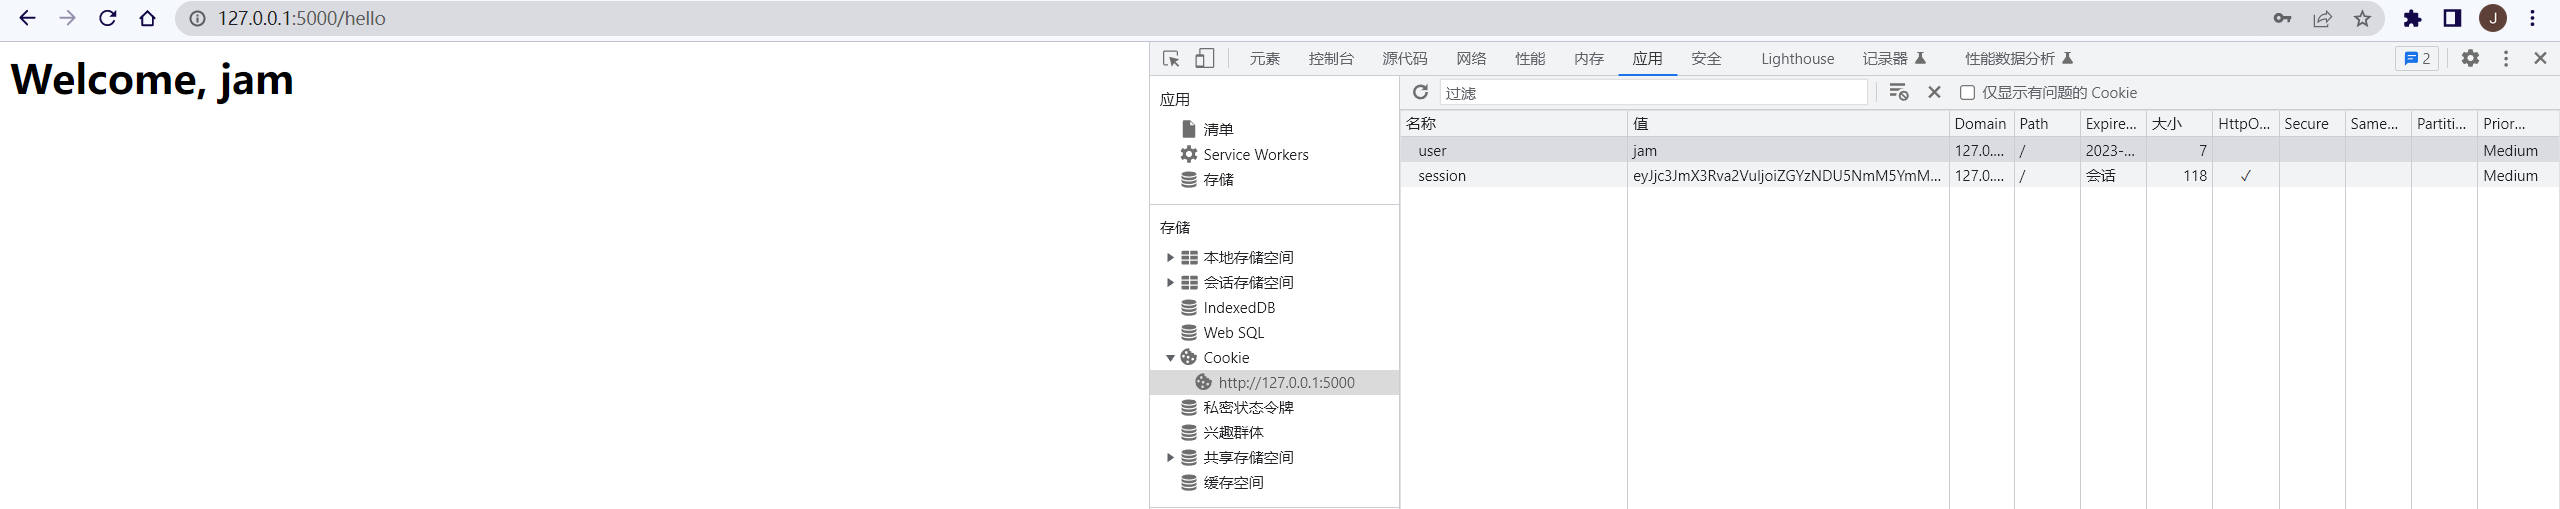 127.0.0.1:5000/hello
J
Welcome, jam
元素 控制台 源代码 网络 性能 内存 应用 安全 Lighthouse 记录器 性能数据分析 2
应用
清单
Service Workers
存储
存储
本地存储空间
会话存储空间
IndexedDB
Web SQL
Cookie
http://127.0.0.1:5000
私密状态令牌
兴趣群体
共享存储空间
缓存空间
过滤 仅显示有问题的 Cookie
名称 值 Domain Path Expire... 大小 HttpO... Secure Same... Partiti... Prior...
user jam 127.0.... / 2023-... 7 Medium
session eyJjc3JmX3Rva2VuIjoiZGYzNDU5NmM5YmM... 127.0.... / 会话 118 ✓ Medium